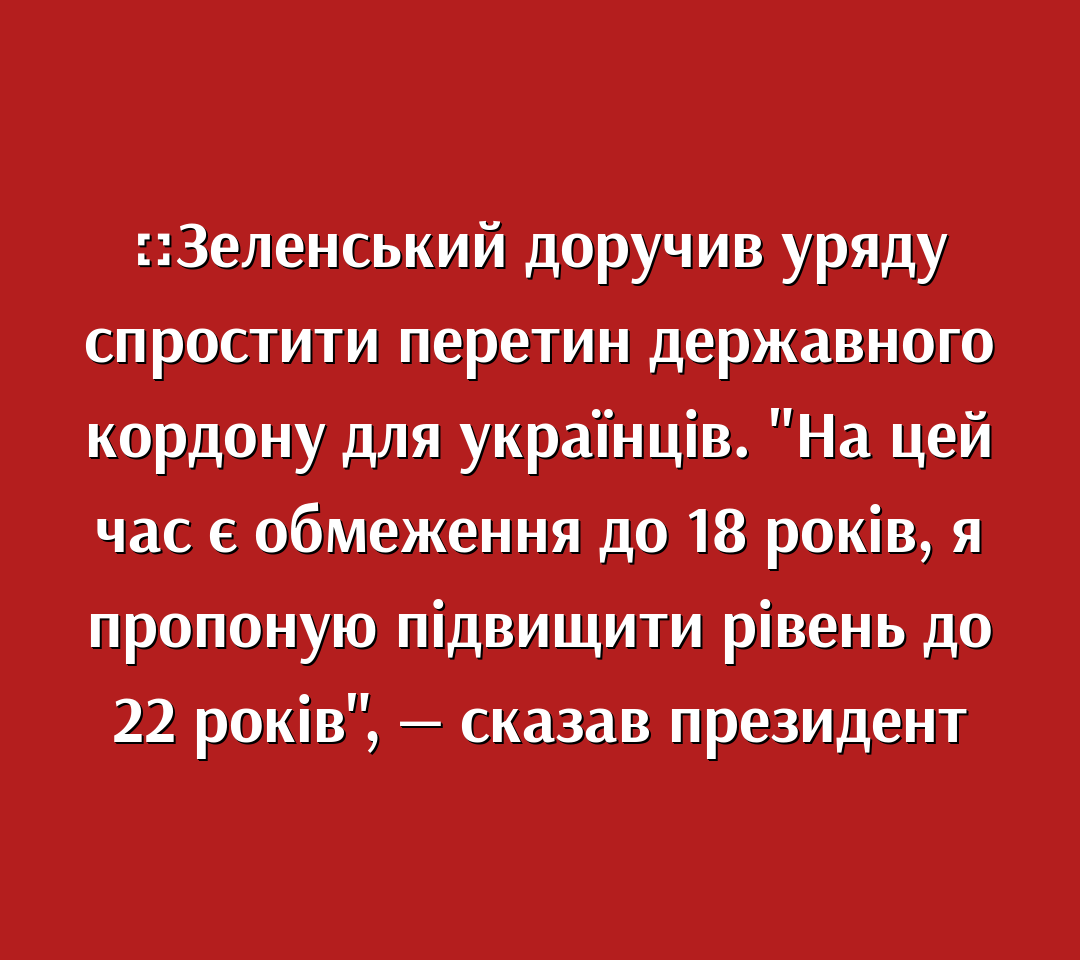 Зеленський доручив уряду
спростити перетин державного
кордону для українців. "На цей
час є обмеження до 18 років, я
пропоную підвищити рівень до
22 років", — сказав президент